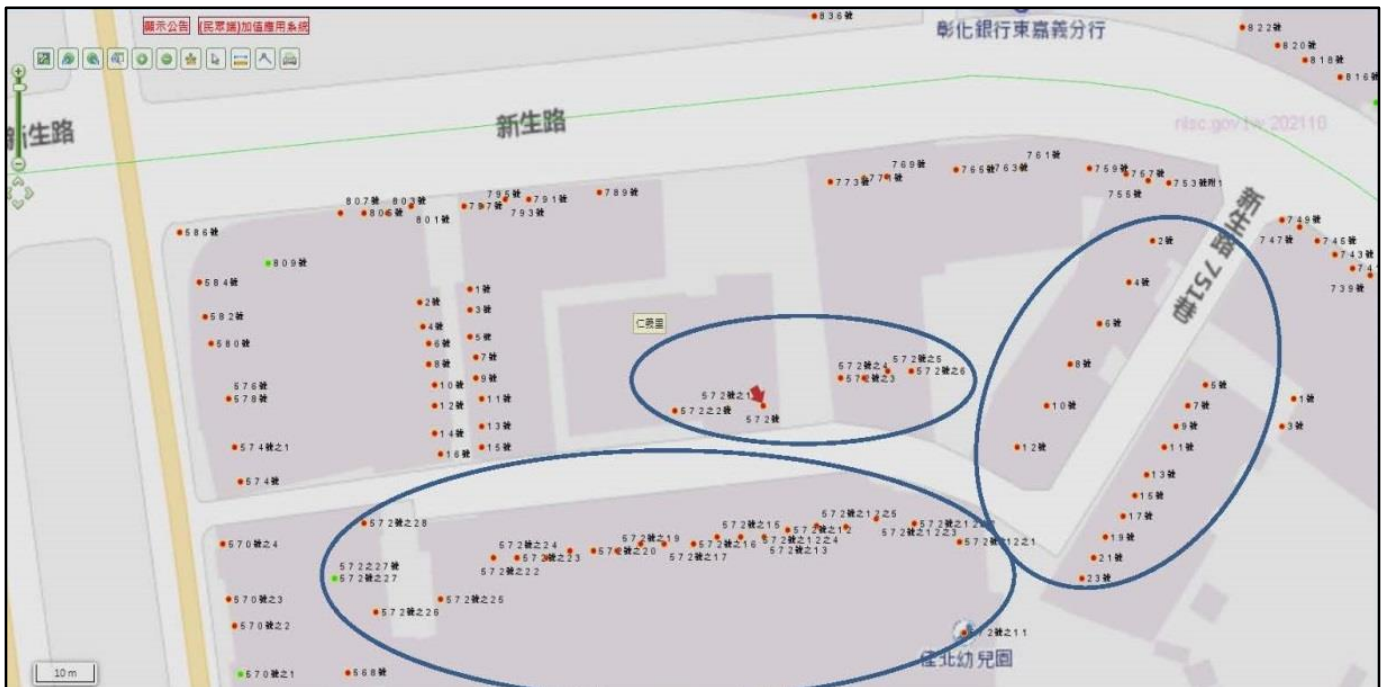 顯示公告 (民眾端)加值應用系統
836號
彰化銀行東嘉義分行
822號
820號
818號
816號
新生路
新生路
nlsc.gov.tw 202110
761號
769號
771號
773號
765號
763號
759號
757號
755號
753號附1
789號
795號
791號
797號
793號
807號
803號
805號
801號
586號
809號
新生路 751巷
749號
747號
745號
743號
739號
584號
582號
580號
576號
578號
574號之1
574號
2號
4號
6號
8號
10號
12號
14號
16號
1號
3號
5號
7號
9號
11號
13號
15號
仁義里
572號之5
572號之4
572號之6
572號之3
572號之1
572之2號
572號
2號
4號
6號
8號
10號
12號
5號
7號
9號
11號
13號
15號
17號
19號
21號
23號
1號
3號
572號之28
570號之4
572之27號
572號之27
572號之24
572號之23
572號之22
572號之25
572號之26
572號之19
572號之20
572號之17
572號之15
572號之16
572號之13
572號之12
572號之12之5
572號之12之4
572號之12之3
572號之12之1
572號之11
570號之3
570號之2
570號之1
568號
佳北幼兒園
10 m